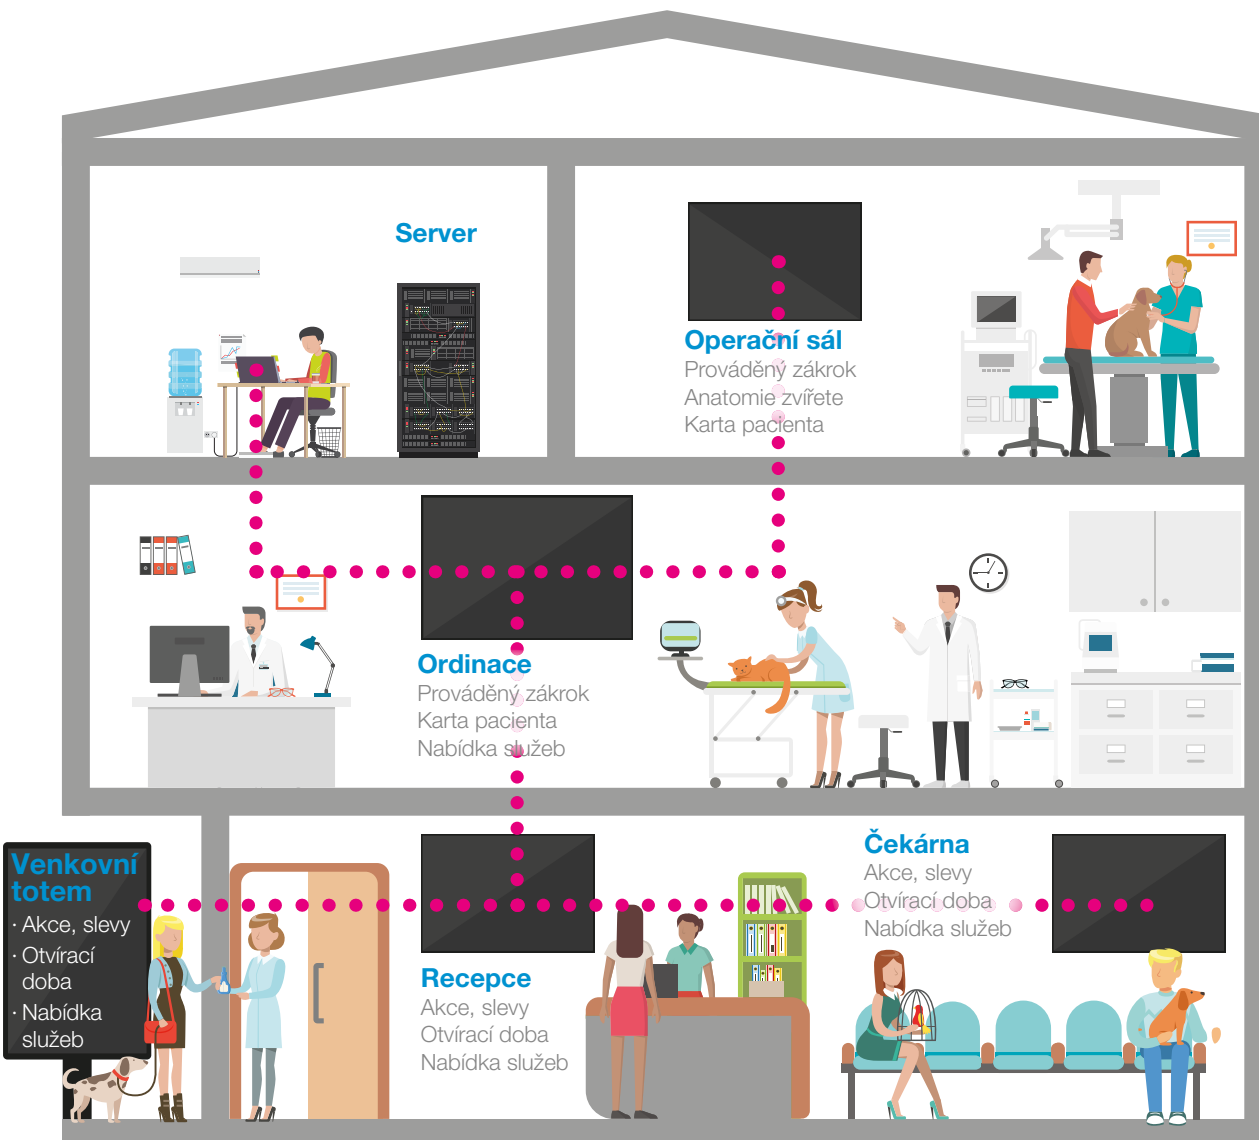 Server
Operační sál
Prováděný zákrok
Anatomie zvířete
Karta pacienta
Ordinace
Prováděný zákrok
Karta pacienta
Nabídka služeb
Venkovní
totem
· Akce, slevy
· Otvírací
doba
· Nabídka
služeb
Recepce
Akce, slevy
Otvírací doba
Nabídka služeb
Čekárna
Akce, slevy
Otvírací doba
Nabídka služeb